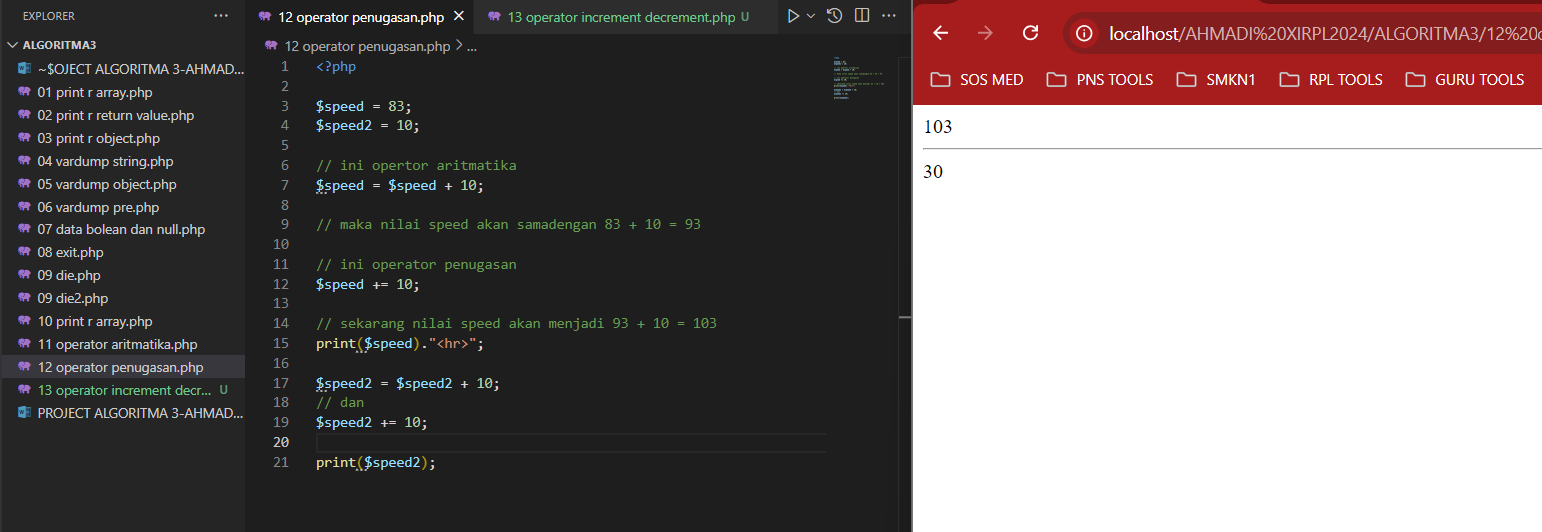 EXPLORER
ALGORITMA3
~$OJECT ALGORITMA 3-AHMAD...
01 print r array.php
02 print r return value.php
03 print r object.php
04 vardump string.php
05 vardump object.php
06 vardump pre.php
07 data bolean dan null.php
08 exit.php
09 die.php
09 die2.php
10 print r array.php
11 operator aritmatika.php
12 operator penugasan.php
13 operator increment decr... U
PROJECT ALGORITMA 3-AHMAD...
12 operator penugasan.php
13 operator increment decrement.php U
12 operator penugasan.php > ...
1 <?php
2
3 $speed = 83;
4 $speed2 = 10;
5
6 // ini opertor aritmatika
7 $speed = $speed + 10;
8
9 // maka nilai speed akan samadengan 83 + 10 = 93
10
11 // ini operator penugasan
12 $speed += 10;
13
14 // sekarang nilai speed akan menjadi 93 + 10 = 103
15 print($speed)."<hr>";
16
17 $speed2 = $speed2 + 10;
18 // dan
19 $speed2 += 10;
20
21 print($speed2);
localhost/AHMADI%20XIRPL2024/ALGORITMA3/12%20
SOS MED PNS TOOLS SMKN1 RPL TOOLS GURU TOOLS
103
30